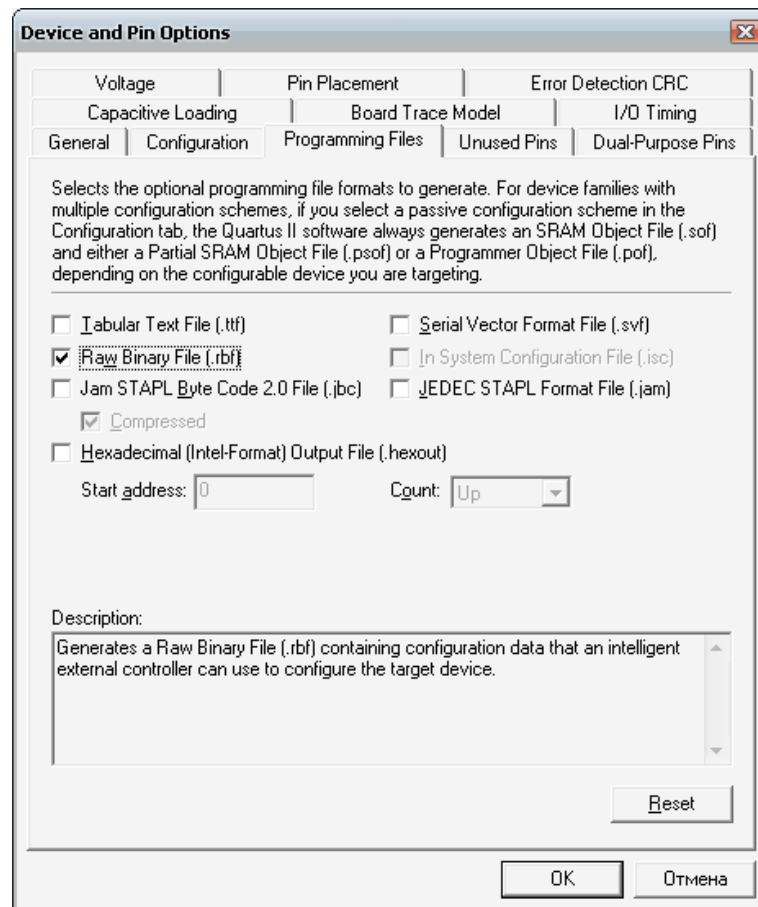 Device and Pin Options
Voltage Pin Placement Error Detection CRC
Capacitive Loading Board Trace Model I/O Timing
General Configuration Programming Files Unused Pins Dual-Purpose Pins
Selects the optional programming file formats to generate. For device families with
multiple configuration schemes, if you select a passive configuration scheme in the
Configuration tab, the Quartus II software always generates an SRAM Object File (.sof)
and either a Partial SRAM Object File (.psof) or a Programmer Object File (.pof),
depending on the configurable device you are targeting.
Tabular Text File (.ttf) Serial Vector Format File (.svf)
Raw Binary File (.rbf) In System Configuration File (.isc)
Jam STAPL Byte Code 2.0 File (.jbc) JEDEC STAPL Format File (.jam)
Compressed
Hexadecimal (Intel-Format) Output File (.hexout)
Start address: 0 Count: Up
Description:
Generates a Raw Binary File (.rbf) containing configuration data that an intelligent
external controller can use to configure the target device.
Reset
OK Отмена